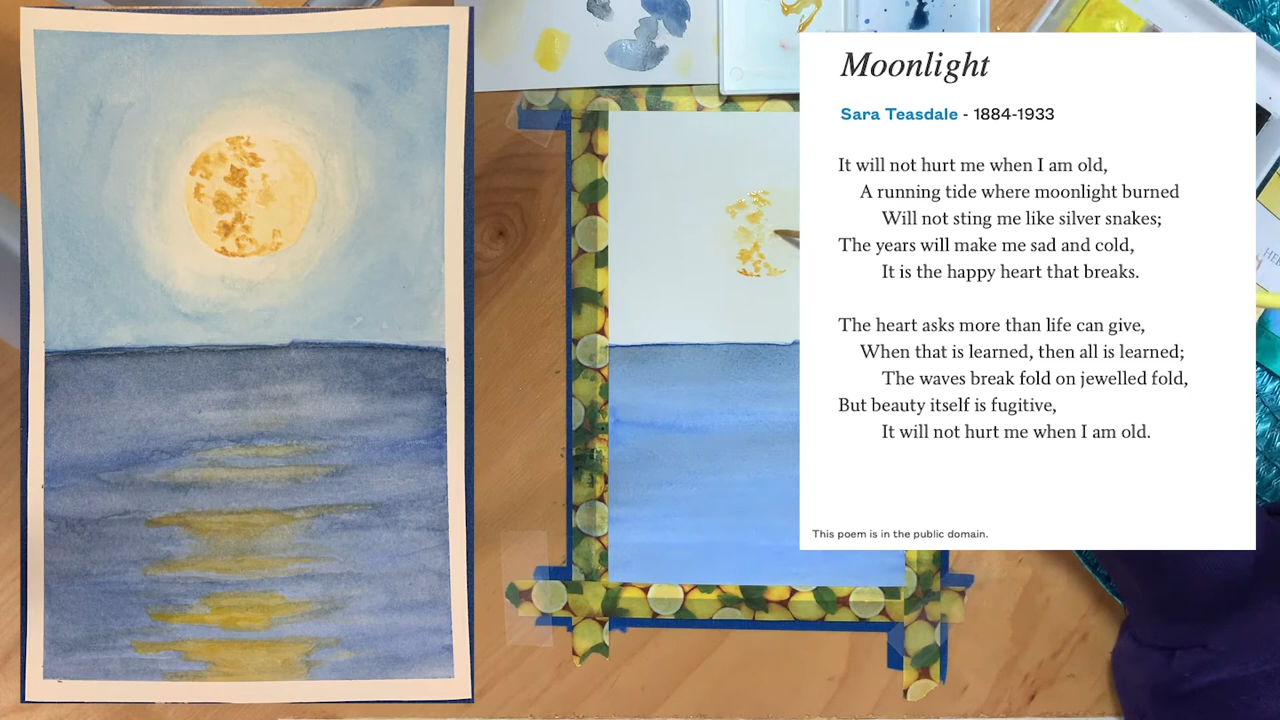 Moonlight
Sara Teasdale - 1884-1933
It will not hurt me when I am old,
A running tide where moonlight burned
Will not sting me like silver snakes;
The years will make me sad and cold,
It is the happy heart that breaks.
The heart asks more than life can give,
When that is learned, then all is learned;
The waves break fold on jewelled fold,
But beauty itself is fugitive,
It will not hurt me when I am old.
This poem is in the public domain.